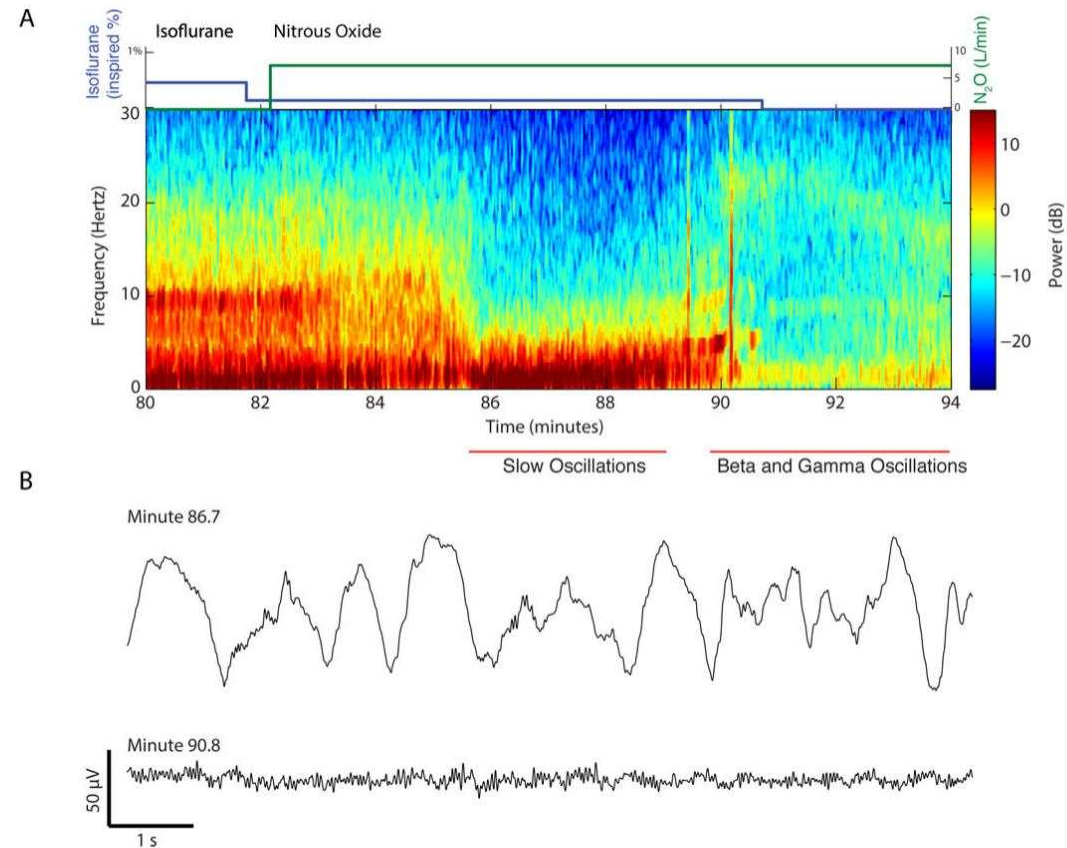 A
Isoflurane
Nitrous Oxide
Isoflurane
(inspired %)
1%
10
5
0
N₂O (L/min)
30
20
10
0
Frequency (Hertz)
80
82
84
86
88
90
92
94
Time (minutes)
10
0
−10
−20
Power (dB)
Slow Oscillations
Beta and Gamma Oscillations
B
Minute 86.7
Minute 90.8
50 µV
1 s